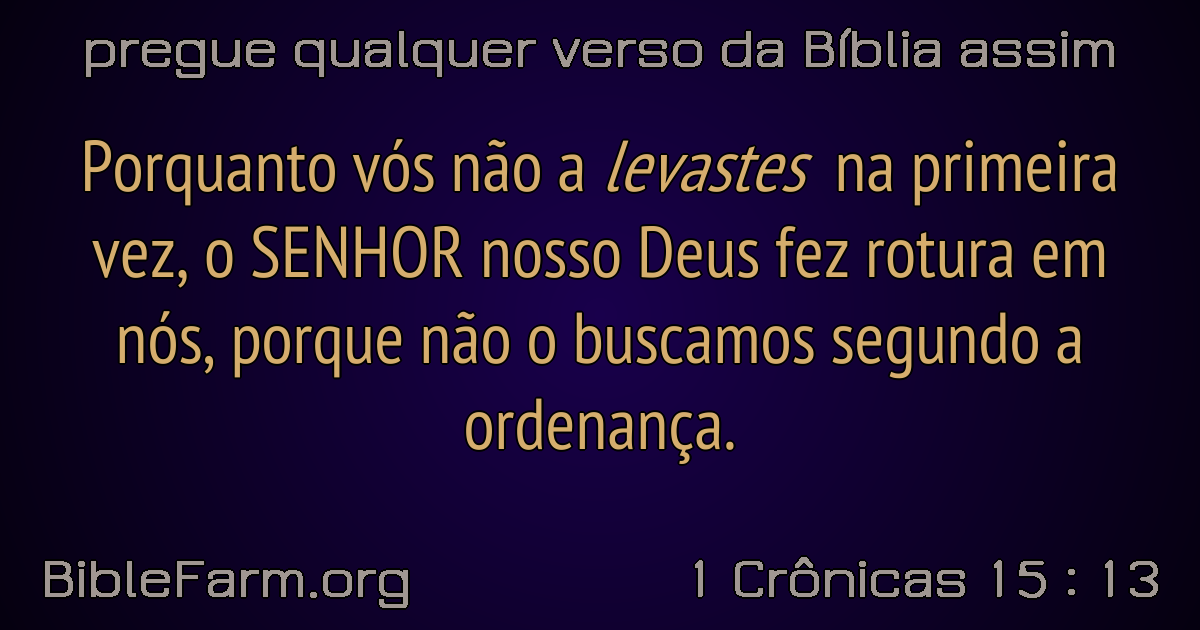 pregue qualquer verso da Bíblia assim
Porquanto vós não a levastes na primeira
vez, o SENHOR nosso Deus fez rotura em
nós, porque não o buscamos segundo a
ordenança.
BibleFarm.org
1 Crônicas 15 : 13